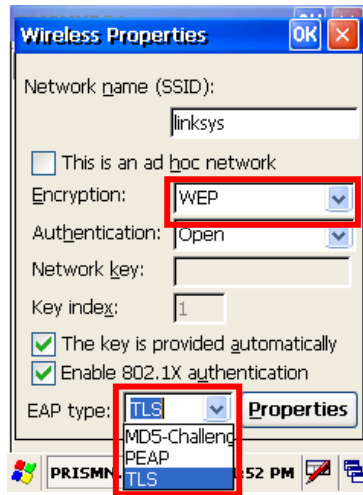 Wireless Properties OK
Network name (SSID):
linksys
This is an ad hoc network
Encryption: WEP
Authentication: Open
Network key:
Key index: 1
The key is provided automatically
Enable 802.1X authentication
EAP type: TLS Properties
MD5-Challeng
PEAP
TLS
PRISMN :52 PM